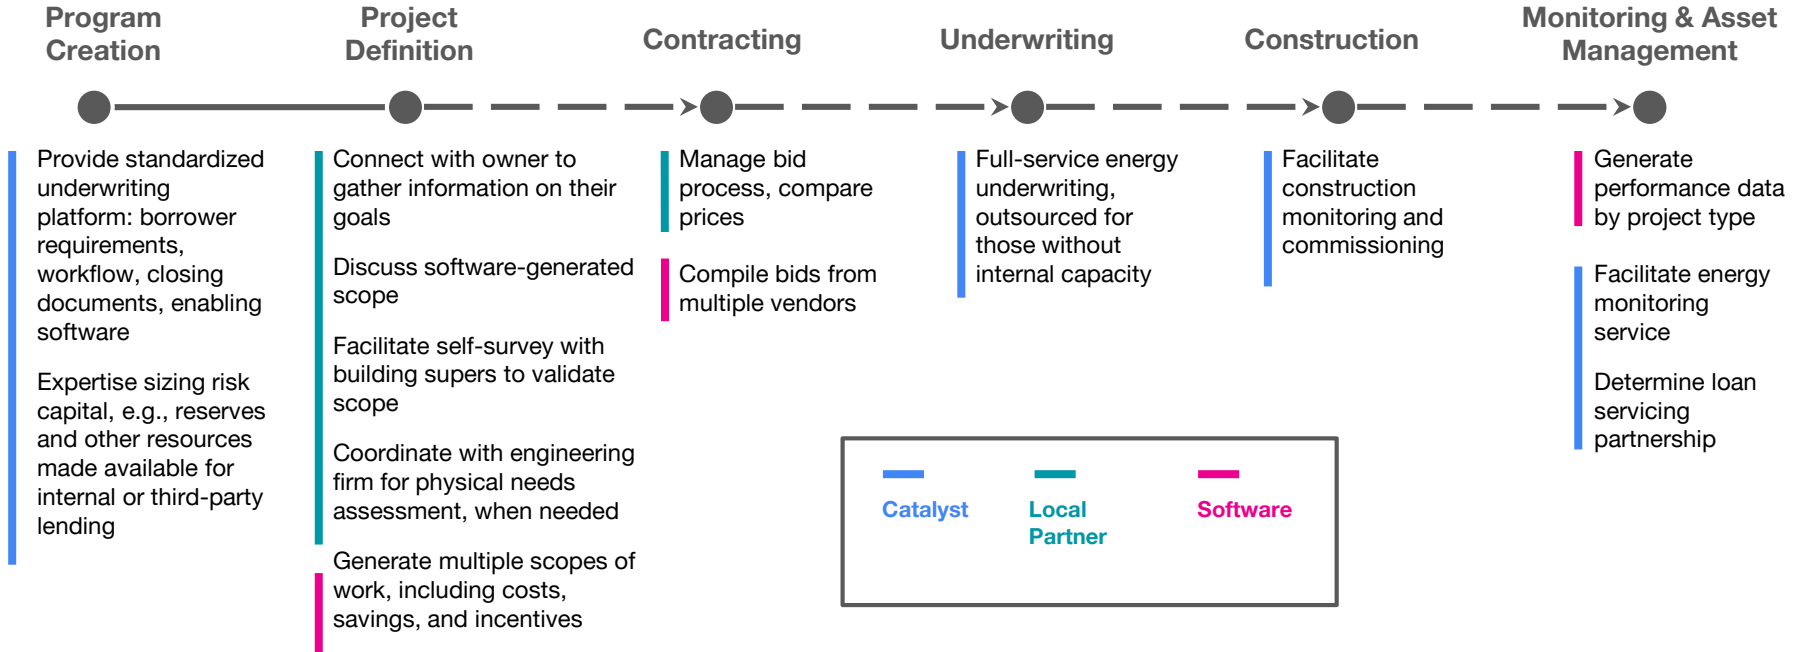 Program
Creation
Project
Definition
Contracting
Underwriting
Construction
Monitoring & Asset
Management
Provide standardized
underwriting
platform: borrower
requirements,
workflow, closing
documents, enabling
software
Expertise sizing risk
capital, e.g., reserves
and other resources
made available for
internal or third-party
lending
Connect with owner to
gather information on their
goals
Discuss software-generated
scope
Facilitate self-survey with
building supers to validate
scope
Coordinate with engineering
firm for physical needs
assessment, when needed
Generate multiple scopes of
work, including costs,
savings, and incentives
Manage bid
process, compare
prices
Compile bids from
multiple vendors
Full-service energy
underwriting,
outsourced for
those without
internal capacity
Facilitate
construction
monitoring and
commissioning
Generate
performance data
by project type
Facilitate energy
monitoring
service
Determine loan
servicing
partnership
Catalyst
Local
Partner
Software